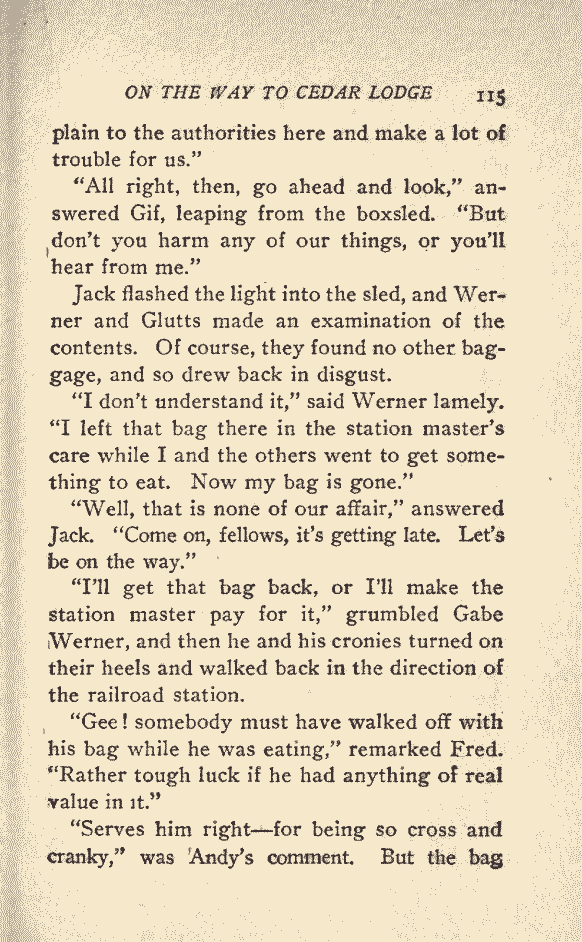 ON THE WAY TO CEDAR LODGE 115
plain to the authorities here and make a lot of
trouble for us.”
“All right, then, go ahead and look,” an-
swered Gif, leaping from the boxsled. “But
don’t you harm any of our things, or you’ll
hear from me.”
Jack flashed the light into the sled, and Wer-
ner and Glutts made an examination of the
contents. Of course, they found no other bag-
gage, and so drew back in disgust.
“I don’t understand it,” said Werner lamely.
“I left that bag there in the station master’s
care while I and the others went to get some-
thing to eat. Now my bag is gone.”
“Well, that is none of our affair,” answered
Jack. “Come on, fellows, it’s getting late. Let’s
be on the way.”
“I’ll get that bag back, or I’ll make the
station master pay for it,” grumbled Gabe
Werner, and then he and his cronies turned on
their heels and walked back in the direction of
the railroad station.
“Gee! somebody must have walked off with
his bag while he was eating,” remarked Fred.
“Rather tough luck if he had anything of real
value in it.”
“Serves him right—for being so cross and
cranky,” was Andy’s comment. But the bag